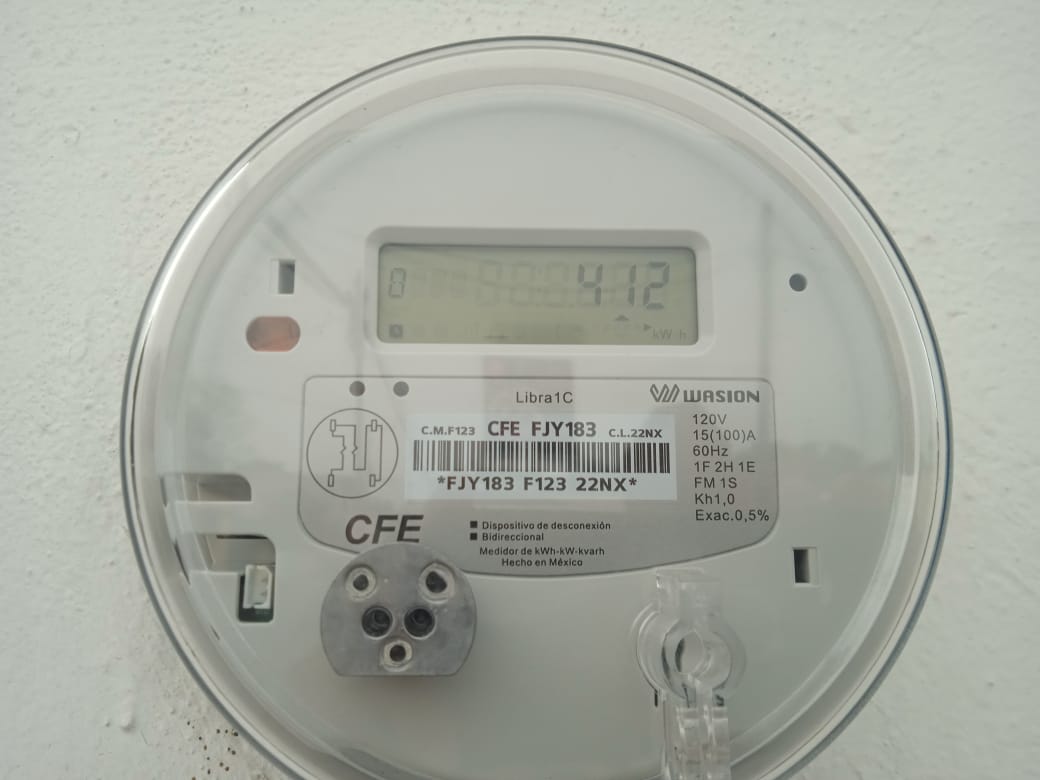 412
kW h
Libra1C
WASION
C.M.F123 CFE FJY183 C.L.22NX
*FJY183 F123 22NX*
120V
15(100)A
60Hz
1F 2H 1E
FM 1S
Kh1,0
Exac.0,5%
CFE
Dispositivo de desconexión
Bidireccional
Medidor de kWh-kW-kvarh
Hecho en México